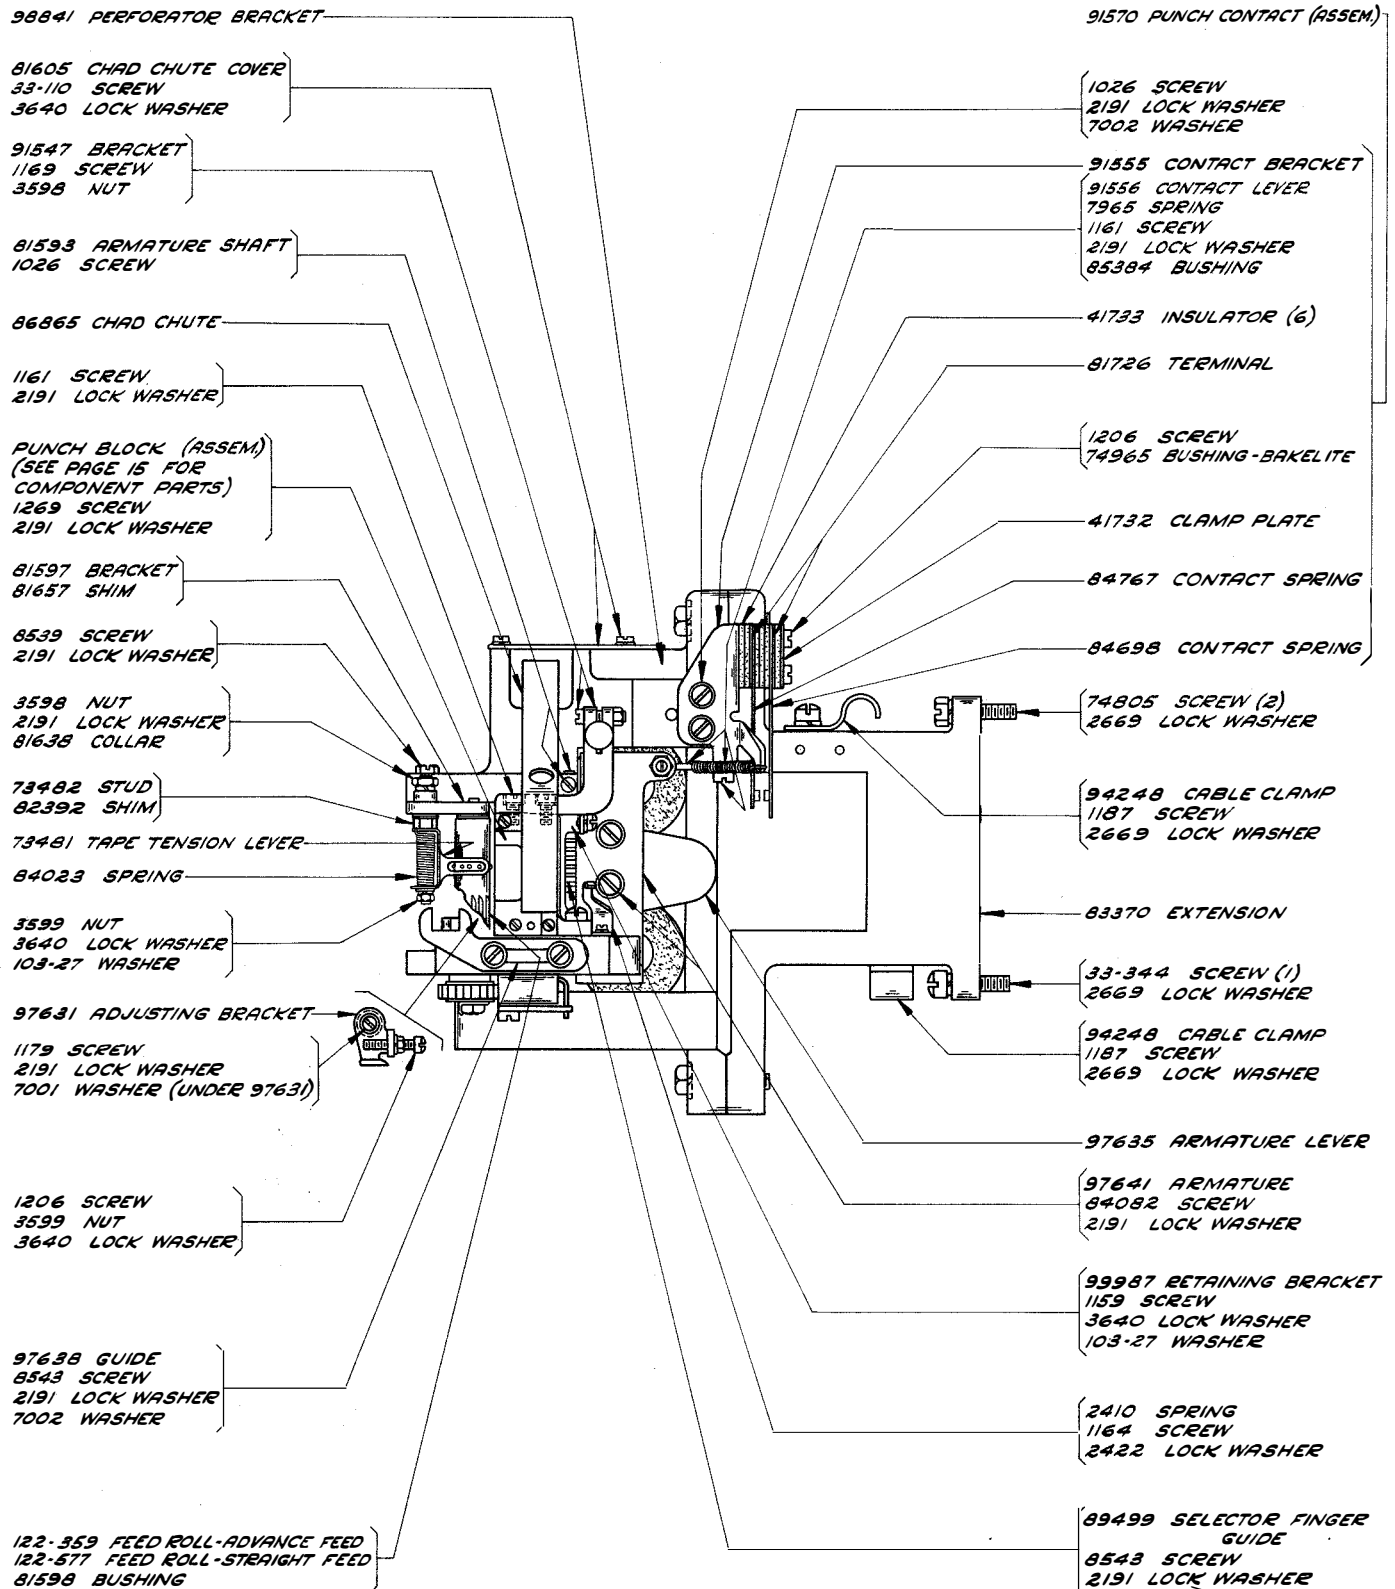 98841 PERFORATOR BRACKET
81605 CHAD CHUTE COVER
33-110 SCREW
3640 LOCK WASHER
91547 BRACKET
1169 SCREW
3598 NUT
81593 ARMATURE SHAFT
1026 SCREW
86865 CHAD CHUTE
1161 SCREW
2191 LOCK WASHER
PUNCH BLOCK (ASSEM.)
(SEE PAGE 15 FOR
COMPONENT PARTS)
1269 SCREW
2191 LOCK WASHER
81597 BRACKET
81657 SHIM
8539 SCREW
2191 LOCK WASHER
3598 NUT
2191 LOCK WASHER
81638 COLLAR
73482 STUD
82392 SHIM
73481 TAPE TENSION LEVER
84023 SPRING
3599 NUT
3640 LOCK WASHER
103-27 WASHER
97631 ADJUSTING BRACKET
1179 SCREW
2191 LOCK WASHER
7001 WASHER (UNDER 97631)
1206 SCREW
3599 NUT
3640 LOCK WASHER
97638 GUIDE
8543 SCREW
2191 LOCK WASHER
7002 WASHER
122-359 FEED ROLL-ADVANCE FEED
122-577 FEED ROLL-STRAIGHT FEED
81598 BUSHING
91570 PUNCH CONTACT (ASSEM.)
1026 SCREW
2191 LOCK WASHER
7002 WASHER
91555 CONTACT BRACKET
91556 CONTACT LEVER
7965 SPRING
1161 SCREW
2191 LOCK WASHER
85384 BUSHING
41733 INSULATOR (6)
81726 TERMINAL
1206 SCREW
74965 BUSHING-BAKELITE
41732 CLAMP PLATE
84767 CONTACT SPRING
84698 CONTACT SPRING
74805 SCREW (2)
2669 LOCK WASHER
94248 CABLE CLAMP
1187 SCREW
2669 LOCK WASHER
83370 EXTENSION
33-344 SCREW (1)
2669 LOCK WASHER
94248 CABLE CLAMP
1187 SCREW
2669 LOCK WASHER
97635 ARMATURE LEVER
97641 ARMATURE
84082 SCREW
2191 LOCK WASHER
99987 RETAINING BRACKET
1159 SCREW
3640 LOCK WASHER
103-27 WASHER
2410 SPRING
1164 SCREW
2422 LOCK WASHER
89499 SELECTOR FINGER
GUIDE
8543 SCREW
2191 LOCK WASHER